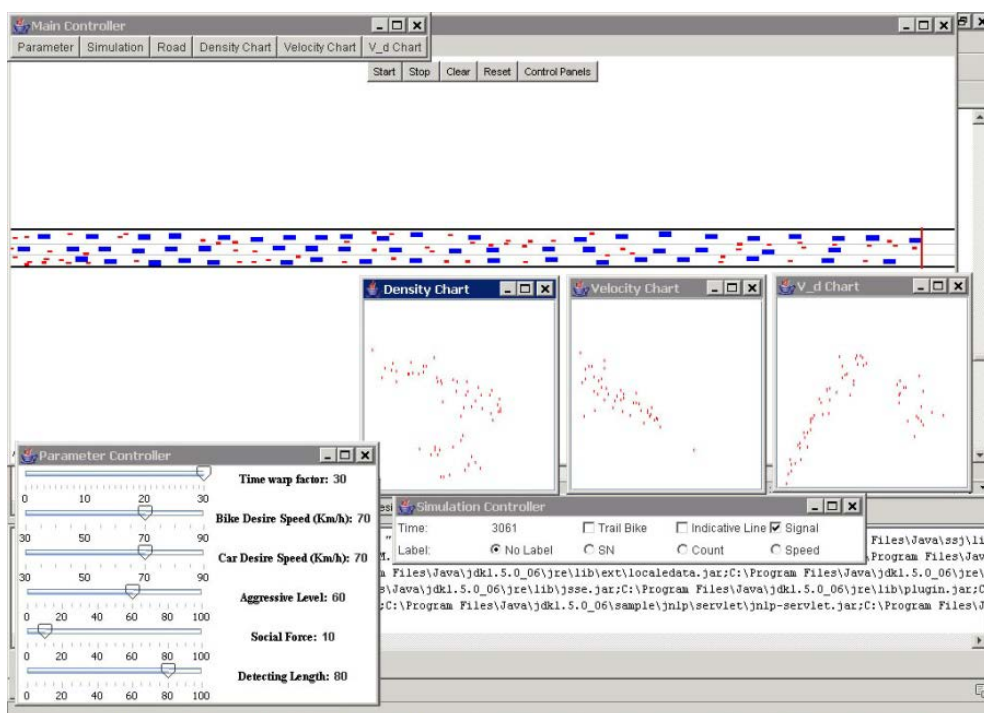 Main Controller
Parameter Simulation Road Density Chart Velocity Chart V_d Chart
Start Stop Clear Reset Control Panels
Density Chart
Velocity Chart
V_d Chart
Parameter Controller
Time warp factor: 30
0 10 20 30
Bike Desire Speed (Km/h): 70
30 50 70 90
Car Desire Speed (Km/h): 70
30 50 70 90
Aggressive Level: 60
0 20 40 60 80 100
Social Force: 10
0 20 40 60 80 100
Detecting Length: 80
0 20 40 60 80 100
Simulation Controller
Time: 3061 Trail Bike Indicative Line Signal
Label: No Label SN Count Speed
Files\Java\ssj\li
\Program Files\Jav
m Files\Java\jdk1.5.0_06\jre\lib\ext\localedata.jar;C:\Program Files\Java\jdk1.5.0_06\jre\
s\Java\jdk1.5.0_06\jre\lib\jsse.jar;C:\Program Files\Java\jdk1.5.0_06\jre\lib\plugin.jar;C
;C:\Program Files\Java\jdk1.5.0_06\sample\jnlp\servlet\jnlp-servlet.jar;C:\Program Files\J